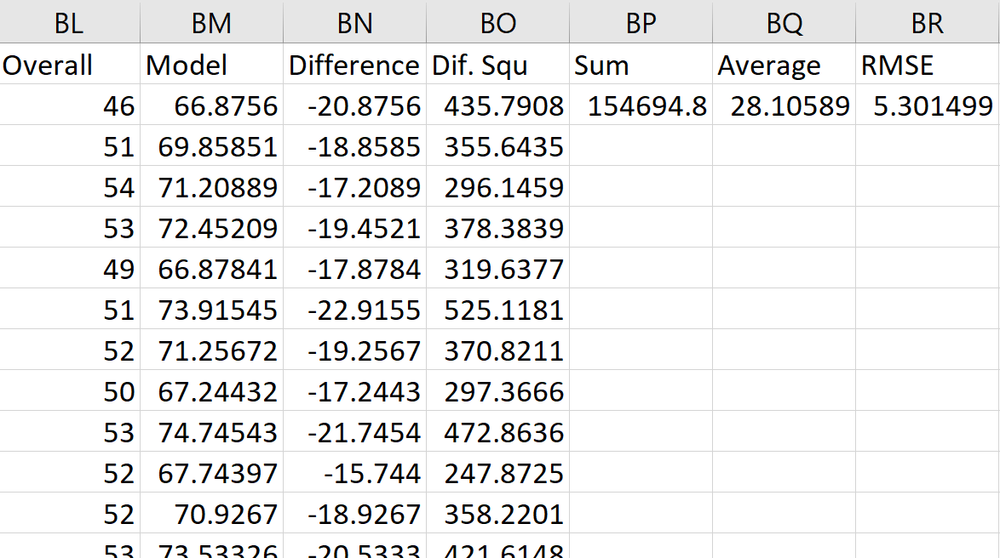 BL BM BN BO BP BQ BR
Overall Model Difference Dif. Squ Sum Average RMSE
46 66.8756 -20.8756 435.7908 154694.8 28.10589 5.301499
51 69.85851 -18.8585 355.6435
54 71.20889 -17.2089 296.1459
53 72.45209 -19.4521 378.3839
49 66.87841 -17.8784 319.6377
51 73.91545 -22.9155 525.1181
52 71.25672 -19.2567 370.8211
50 67.24432 -17.2443 297.3666
53 74.74543 -21.7454 472.8636
52 67.74397 -15.744 247.8725
52 70.9267 -18.9267 358.2201
53 73.53326 -20.5333 421.6148